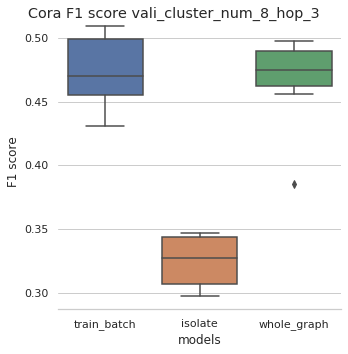 Cora F1 score vali_cluster_num_8_hop_3
0.50
0.45
0.40
0.35
0.30
F1 score
train_batch isolate whole_graph
models